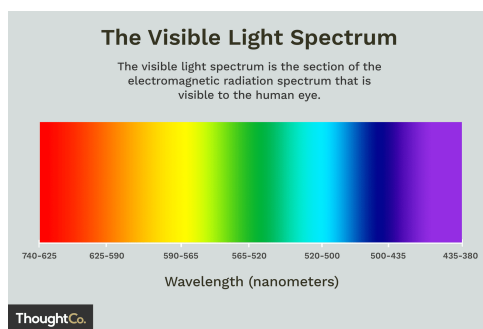 The Visible Light Spectrum
The visible light spectrum is the section of the
electromagnetic radiation spectrum that is
visible to the human eye.
740–625 625–590 590–565 565–520 520–500 500–435 435–380
Wavelength (nanometers)
ThoughtCo.